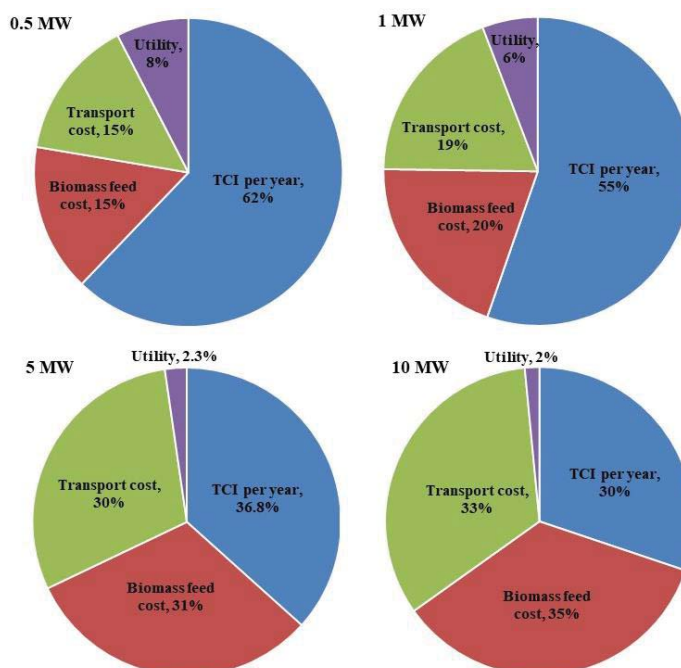 0.5 MW
Utility,
8%
Transport
cost, 15%
Biomass feed
cost, 15%
TCI per year,
62%
1 MW
Utility,
6%
Transport cost,
19%
Biomass feed
cost, 20%
TCI per year,
55%
5 MW
Utility, 2.3%
Transport cost,
30%
TCI per year,
36.8%
Biomass feed
cost, 31%
10 MW
Utility, 2%
Transport cost,
33%
TCI per year,
30%
Biomass feed
cost, 35%